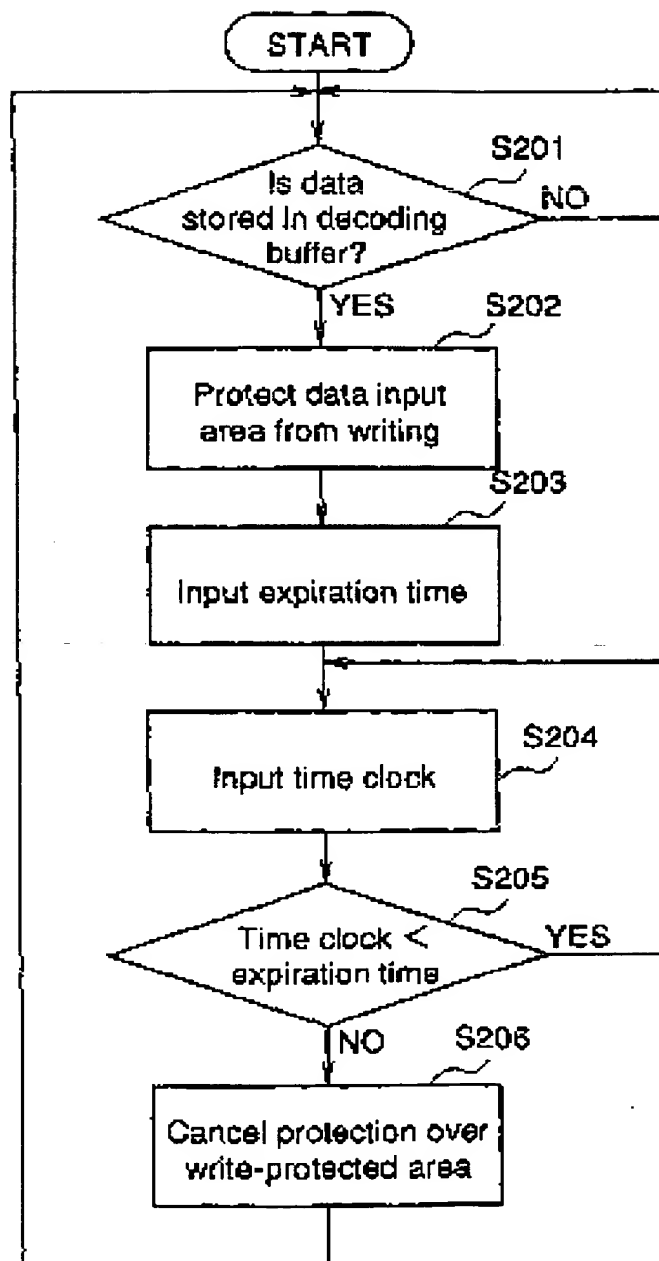 START
S201
Is data
stored in decoding
buffer?
NO
YES
S202
Protect data input
area from writing
S203
Input expiration time
S204
Input time clock
S205
Time clock <
expiration time
YES
NO
S206
Cancel protection over
write-protected area